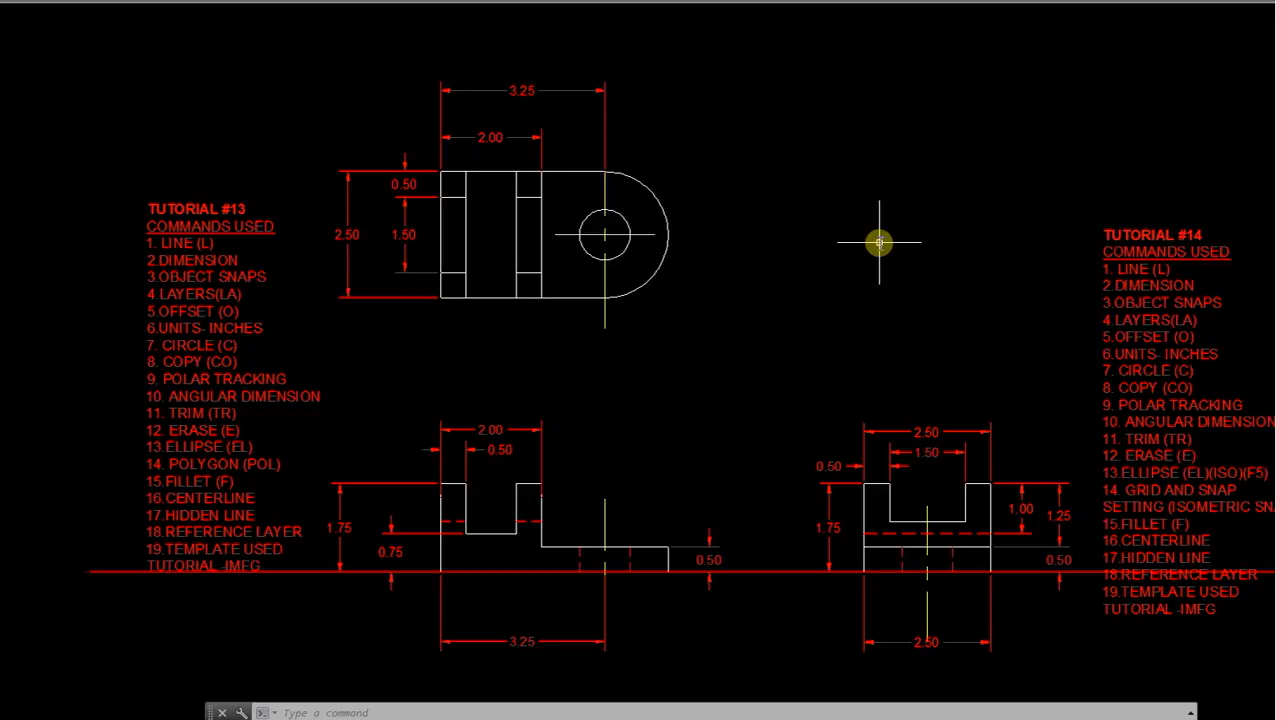 3.25
2.00
0.50
2.50
1.50
TUTORIAL #13
COMMANDS USED
1. LINE (L)
2.DIMENSION
3.OBJECT SNAPS
4.LAYERS(LA)
5.OFFSET (O)
6.UNITS- INCHES
7. CIRCLE (C)
8. COPY (CO)
9. POLAR TRACKING
10. ANGULAR DIMENSION
11. TRIM (TR)
12. ERASE (E)
13.ELLIPSE (EL)
14. POLYGON (POL)
15.FILLET (F)
16.CENTERLINE
17.HIDDEN LINE
18.REFERENCE LAYER
19.TEMPLATE USED
TUTORIAL -IMFG
2.00
0.50
1.75
0.75
0.50
3.25
2.50
1.50
0.50
1.75
1.00
1.25
0.50
2.50
TUTORIAL #14
COMMANDS USED
1. LINE (L)
2.DIMENSION
3.OBJECT SNAPS
4.LAYERS(LA)
5.OFFSET (O)
6.UNITS- INCHES
7. CIRCLE (C)
8. COPY (CO)
9. POLAR TRACKING
10. ANGULAR DIMENSION
11. TRIM (TR)
12. ERASE (E)
13.ELLIPSE (EL)(ISO)(F5)
14. GRID AND SNAP
SETTING (ISOMETRIC SNA
15.FILLET (F)
16 CENTERLINE
17.HIDDEN LINE
18.REFERENCE LAYER
19.TEMPLATE USED
TUTORIAL -IMFG
Type a command